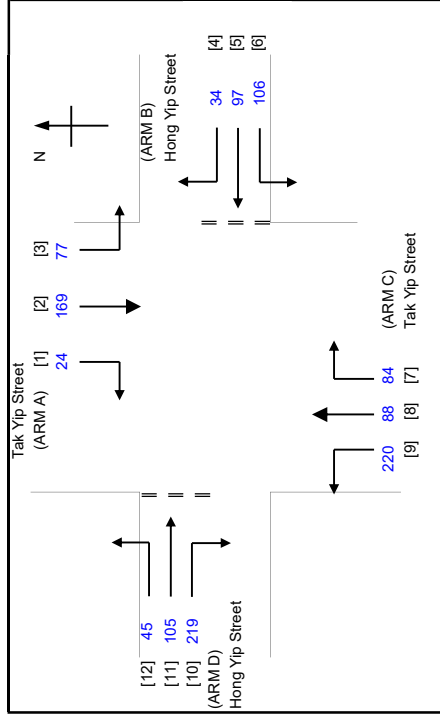 Tak Yip Street
(ARM A)
[1] [2] [3]
24 169 77
N
(ARM B)
Hong Yip Street
34 [4]
97 [5]
106 [6]
[12] 45
[11] 105
[10] 219
(ARM D)
Hong Yip Street
220 88 84
[9] [8] [7]
(ARM C)
Tak Yip Street